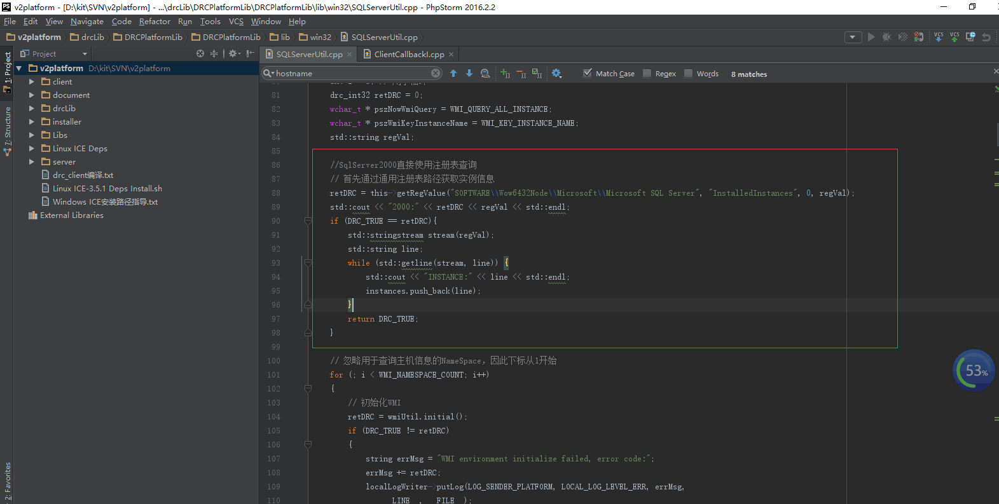 v2platform - [D:\kit\SVN\v2platform] - ...\drcLib\DRCPlatformLib\DRCPlatformLib\lib\win32\SQLServerUtil.cpp - PhpStorm 2016.2.2
File Edit View Navigate Code Refactor Run Tools VCS Window Help
v2platform drcLib DRCPlatformLib DRCPlatformLib lib win32 SQLServerUtil.cpp
VCS VCS
Project
SQLServerUtil.cpp ClientCallbackI.cpp
hostname
Match Case Regex Words 8 matches
1: Project
7: Structure
2: Favorites
v2platform D:\kit\SVN\v2platform
client
document
drcLib
installer
Libs
Linux ICE Deps
server
drc_client编译.txt
Linux ICE-3.5.1 Deps Install.sh
Windows ICE安装路径指导.txt
External Libraries
81 drc_int32 retDRC = 0;
82 wchar_t * pszNowWmiQuery = WMI_QUERY_ALL_INSTANCE;
83 wchar_t * pszWmiKeyInstanceName = WMI_KEY_INSTANCE_NAME;
84 std::string regVal;
85
86 //SqlServer2000直接使用注册表查询
87 // 首先通过通用注册表路径获取实例信息
88 retDRC = this->getRegValue("SOFTWARE\\Wow6432Node\\Microsoft\\Microsoft SQL Server", "InstalledInstances", 0, regVal);
89 std::cout << "2000:" << retDRC << regVal << std::endl;
90 if (DRC_TRUE == retDRC){
91 std::stringstream stream(regVal);
92 std::string line;
93 while (std::getline(stream, line)) {
94 std::cout << "INSTANCE:" << line << std::endl;
95 instances.push_back(line);
96 }
97 return DRC_TRUE;
98 }
99
100 // 忽略用于查询主机信息的NameSpace，因此下标从1开始
101 for (; i < WMI_NAMESPACE_COUNT; i++)
102 {
103 // 初始化WMI
104 retDRC = wmiUtil.initial();
105 if (DRC_TRUE != retDRC)
106 {
107 string errMsg = "WMI environment initialize failed, error code:";
108 errMsg += retDRC;
109 localLogWriter->putLog(LOG_SENDER_PLATFORM, LOCAL_LOG_LEVEL_ERR, errMsg,
110 LINE , FILE );
53%